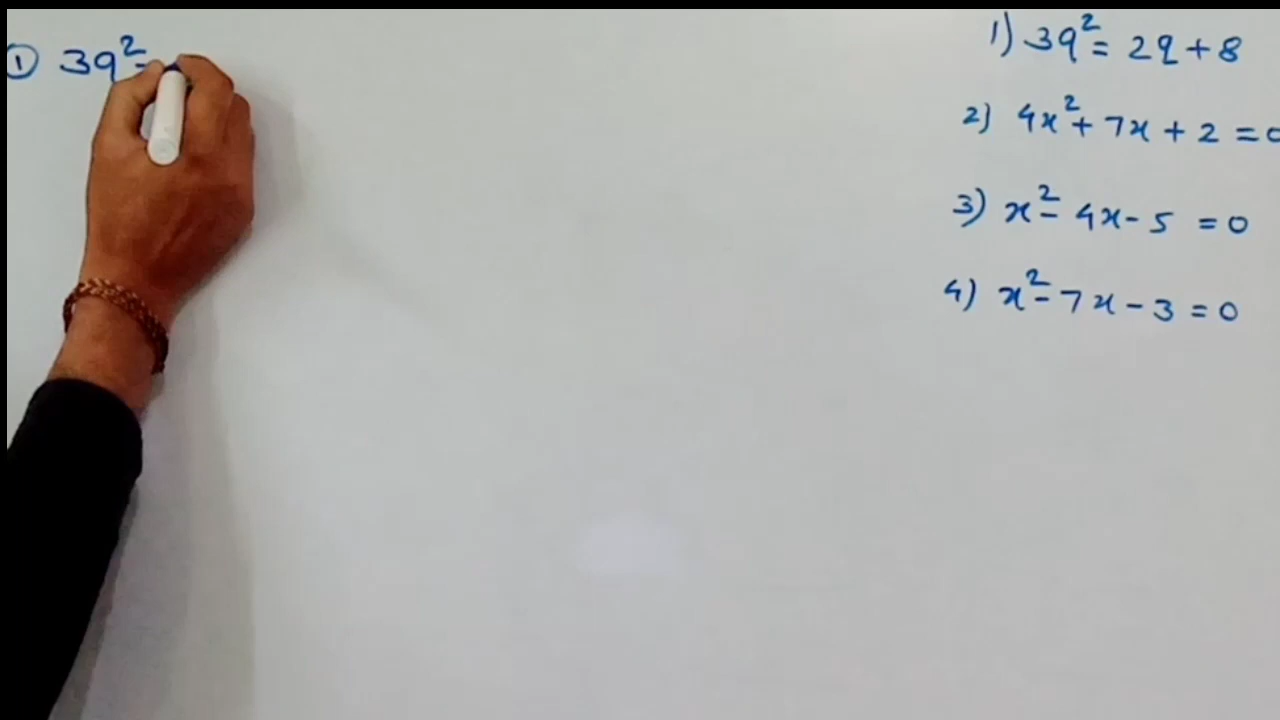 ① 3q² =
1) 3q² = 2q + 8
2) 4x² + 7x + 2 = 0
3) x² - 4x - 5 = 0
4) x² - 7x - 3 = 0